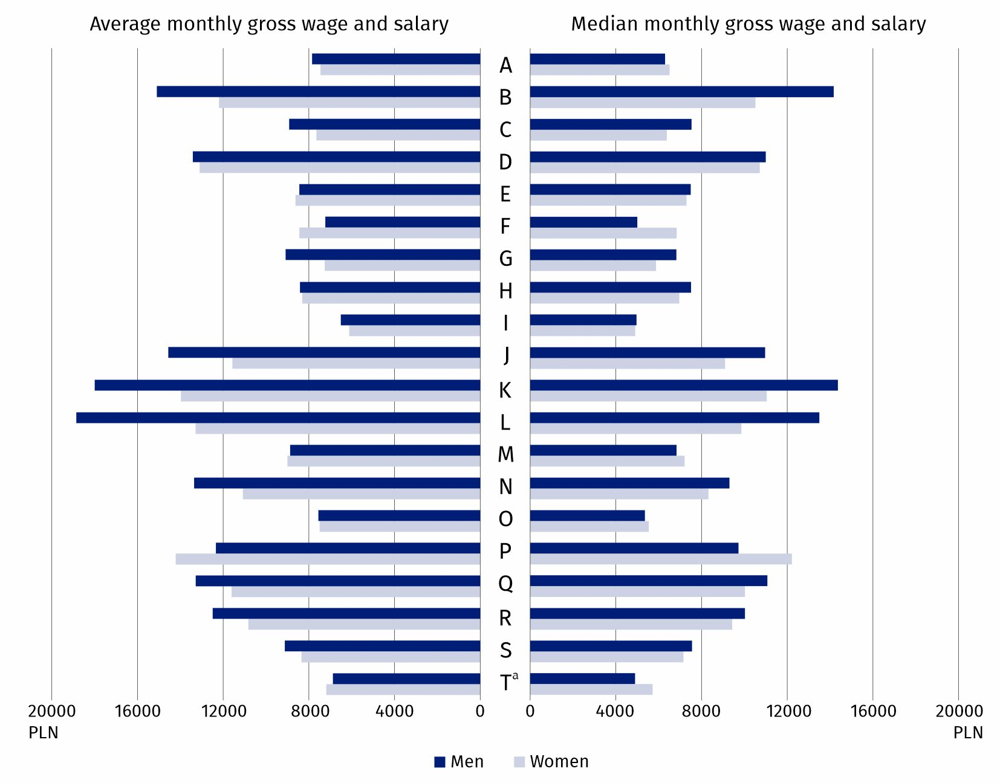 Average monthly gross wage and salary
Median monthly gross wage and salary
A
B
C
D
E
F
G
H
I
J
K
L
M
N
O
P
Q
R
S
Tª
20000 16000 12000 8000 4000 0 0 4000 8000 12000 16000 20000
PLN PLN
Men Women